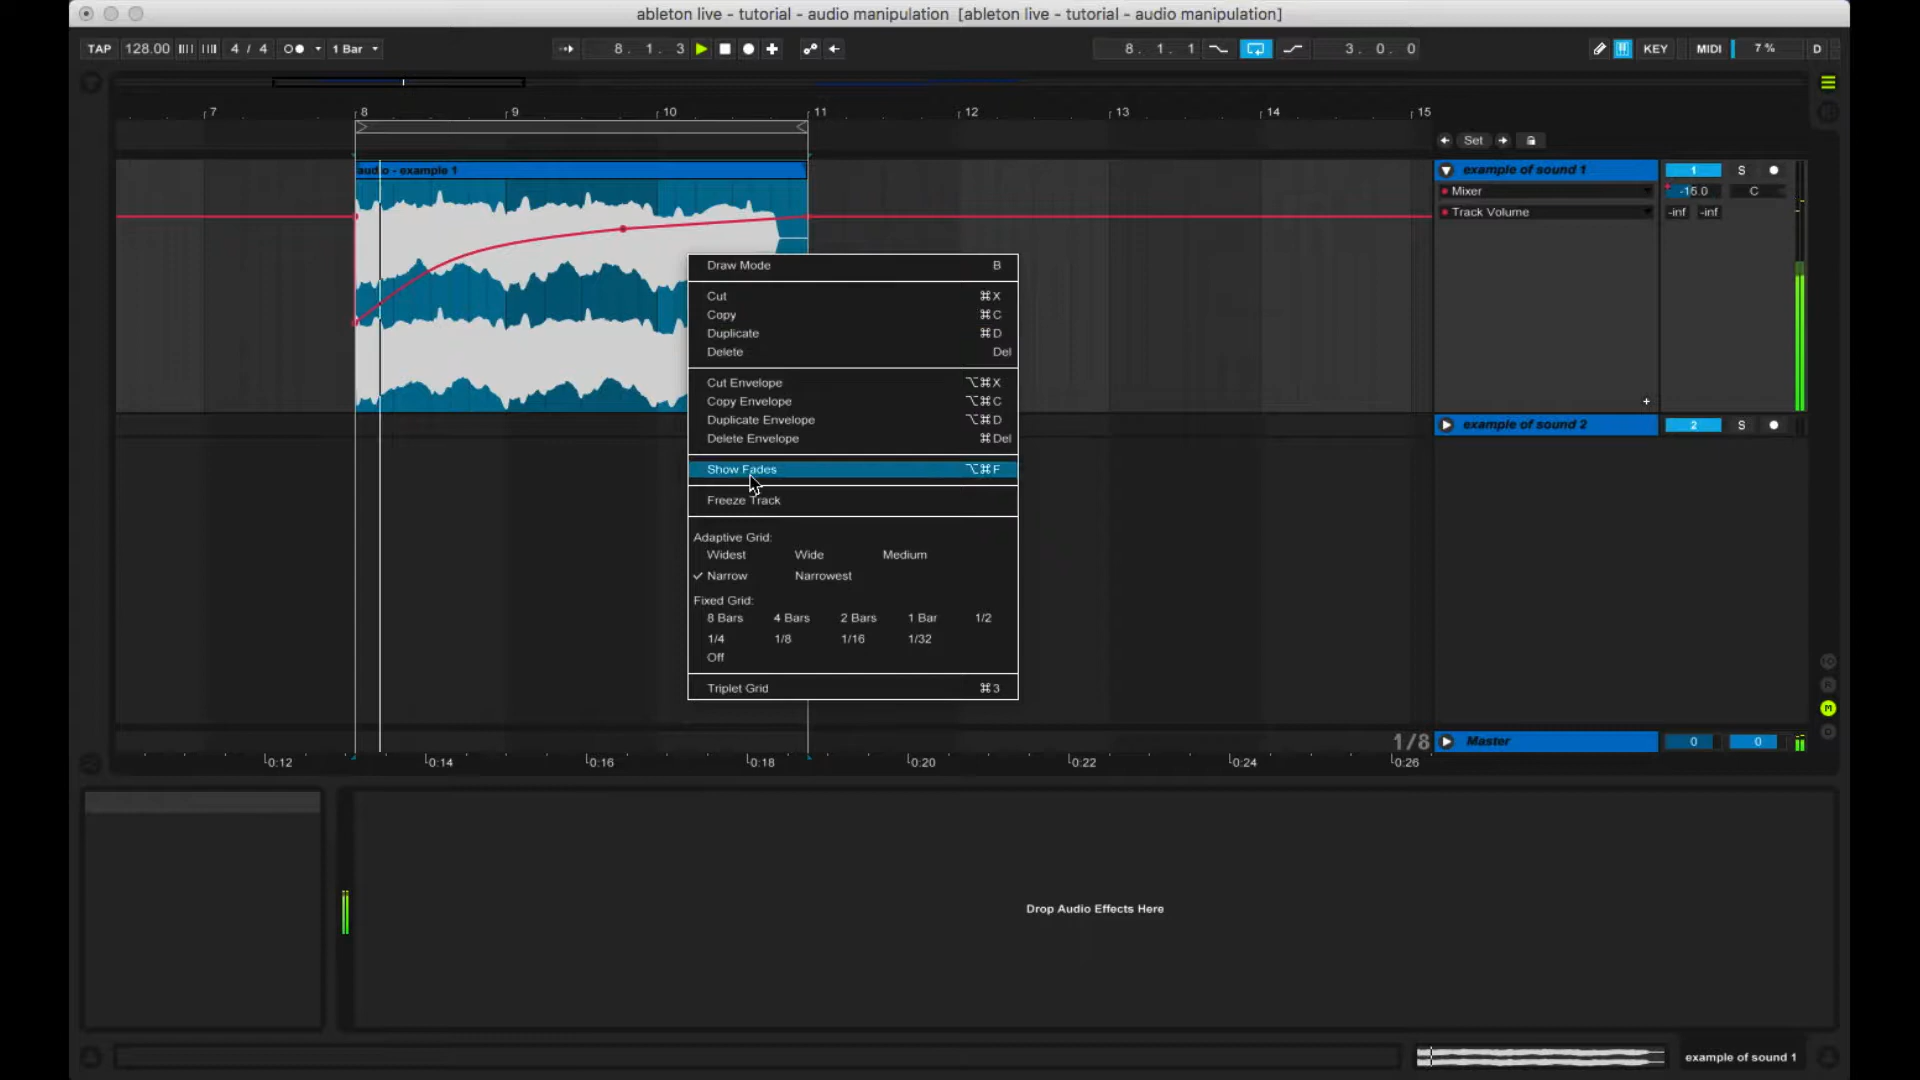 ableton live - tutorial - audio manipulation [ableton live - tutorial - audio manipulation]
TAP 128.00 4 / 4 1 Bar 8. 1. 3 8. 1. 1 3. 0. 0 KEY MIDI 7 % D
7 8 9 10 11 12 13 14 15
Set
audio - example 1
example of sound 1 1 S
Mixer -15.0 C
Track Volume -inf -inf
Draw Mode B
Cut ⌘X
Copy ⌘C
Duplicate ⌘D
Delete Del
Cut Envelope ⌥⌘X
Copy Envelope ⌥⌘C
Duplicate Envelope ⌥⌘D
Delete Envelope ⌘Del
Show Fades ⌥⌘F
Freeze Track
Adaptive Grid:
Widest Wide Medium
✓ Narrow Narrowest
Fixed Grid:
8 Bars 4 Bars 2 Bars 1 Bar 1/2
1/4 1/8 1/16 1/32
Off
Triplet Grid ⌘3
+
example of sound 2 2 S
M
1/8 Master 0 0
0:12 0:14 0:16 0:18 0:20 0:22 0:24 0:26
Drop Audio Effects Here
example of sound 1